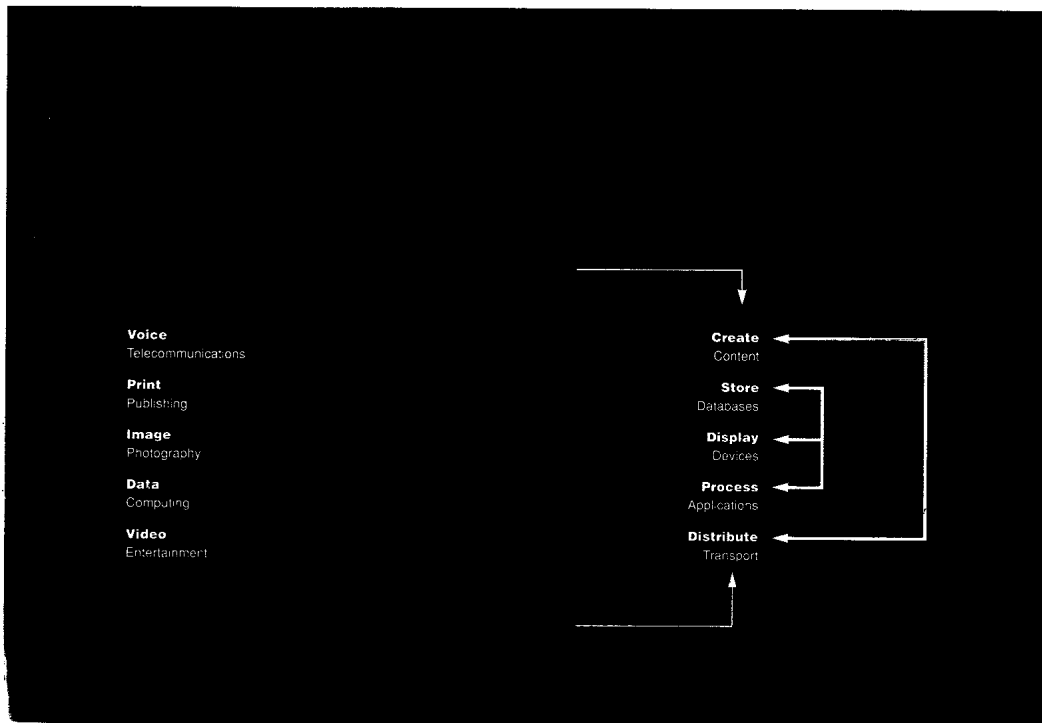 Voice
Telecommunications
Print
Publishing
Image
Photography
Data
Computing
Video
Entertainment
Create
Content
Store
Databases
Display
Devices
Process
Applications
Distribute
Transport